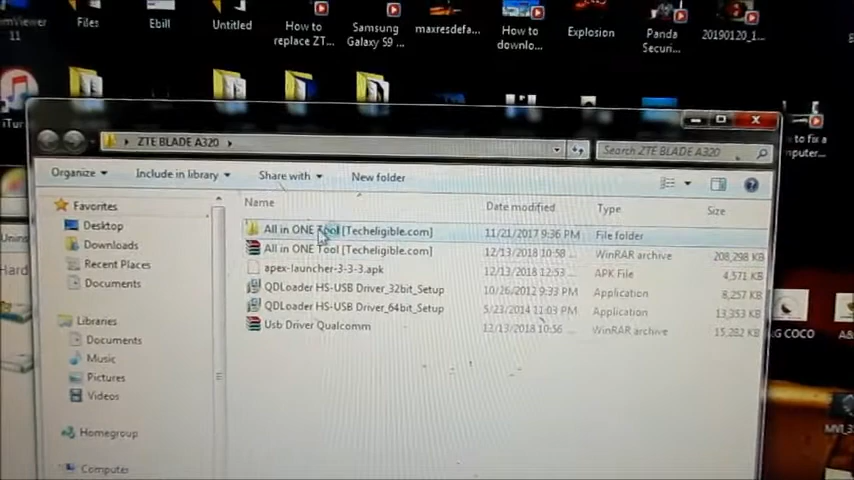 11
Files
Ebill
Untitled
How to replace ZT...
Samsung Galaxy S9 ...
maxresdefa...
How to downlo...
Explosion
Panda Securi...
20190120_1...
ZTE BLADE A320
Search ZTE BLADE A320
Organize
Include in library
Share with
New folder
Name
Date modified
Type
Size
Favorites
Desktop
Downloads
Recent Places
Documents
Libraries
Documents
Music
Pictures
Videos
Homegroup
Computer
All in ONE Tool [Techeligible.com] 11/21/2017 9:36 PM File folder
All in ONE Tool [Techeligible.com] 12/13/2018 10:58 ... WinRAR archive 208,298 KB
apex-launcher-3-3-3.apk 12/13/2018 12:53 ... APK File 4,571 KB
QDLoader HS-USB Driver_32bit_Setup 10/26/2012 9:33 PM Application 8,257 KB
QDLoader HS-USB Driver_64bit_Setup 5/23/2014 11:03 PM Application 13,353 KB
Usb Driver Qualcomm 12/13/2018 10:56 ... WinRAR archive 15,282 KB
to fix a
G COCO
A&